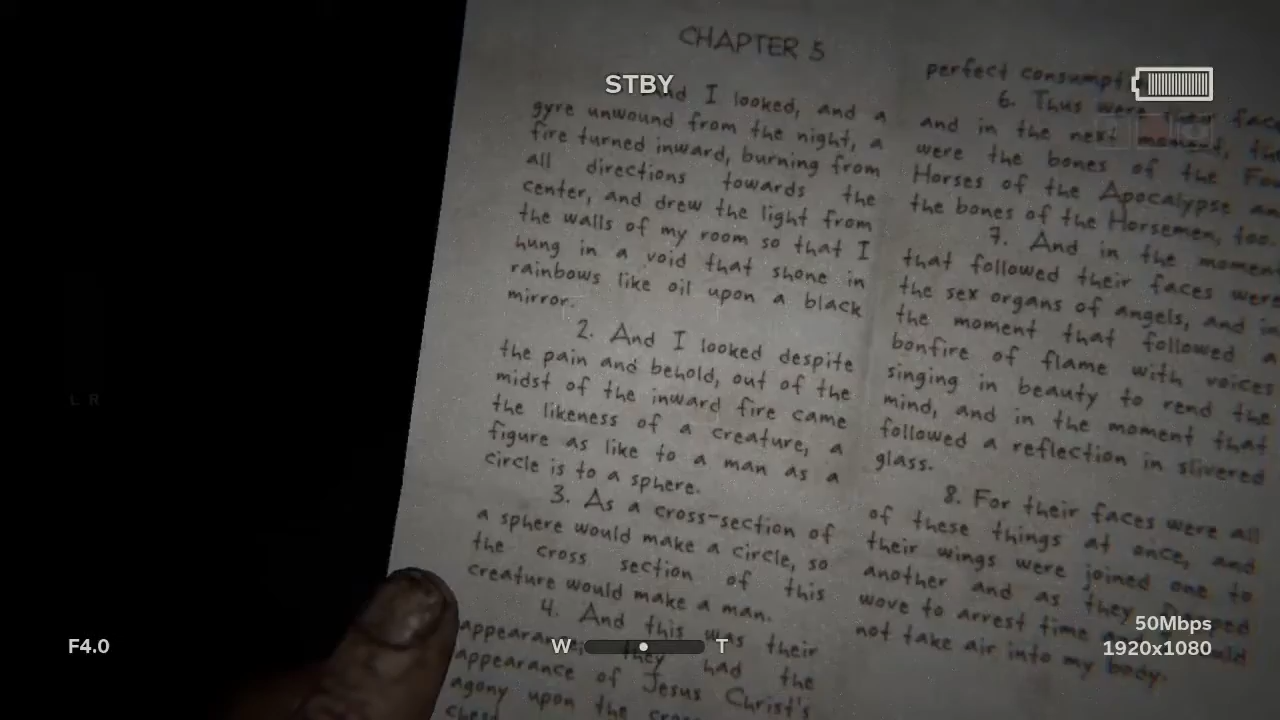 CHAPTER 5
STBY
And I looked, and a
gyre unwound from the night, a
fire turned inward, burning from
all directions towards the
center, and drew the light from
the walls of my room so that I
hung in a void that shone in
rainbows like oil upon a black
mirror.
2. And I looked despite
the pain and behold, out of the
midst of the inward fire came
the likeness of a creature, a
figure as like to a man as a
circle is to a sphere.
3. As a cross-section of
a sphere would make a circle, so
the cross section of this
creature would make a man.
4. And this was their
they had the
appearance of Jesus Christ's
agony upon the
perfect
6. Thus were their
and in the next moment,
were the bones of the
Horses of the Apocalypse
the bones of the Horsemen, too.
7. And in the
that followed their faces were
the sex organs of angels, and in
the moment that followed a
bonfire of flame with voices
singing in beauty to rend the
mind, and in the moment that
followed a reflection in slivered
glass.
8. For their faces were all
of these things at once, and
their wings were joined one to
another and as they
wove to arrest time
not take air into my body.
L R
F4.0
W T
50Mbps
1920x1080